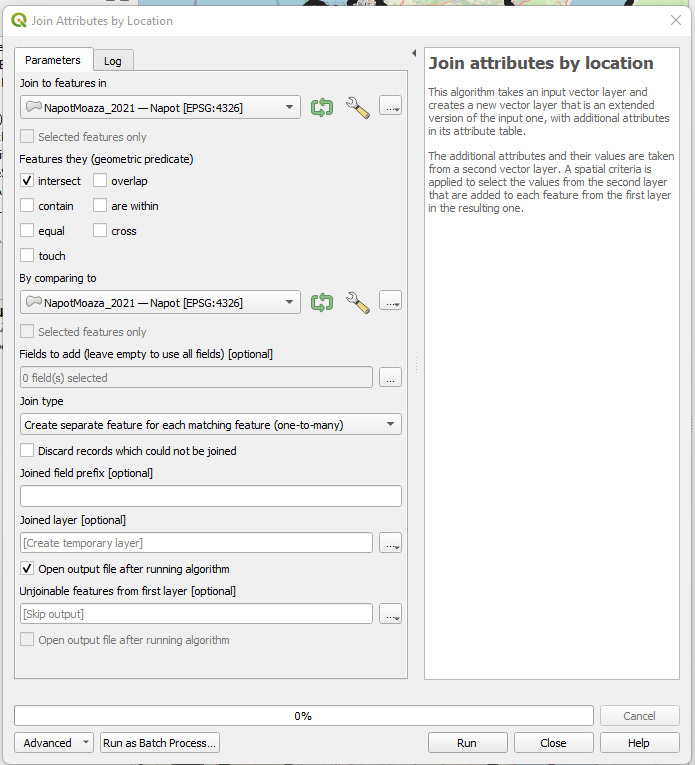 Join Attributes by Location
Parameters
Log
Join to features in
NapotMoaza_2021 — Napot [EPSG:4326]
...
Selected features only
Features they (geometric predicate)
intersect
overlap
contain
are within
equal
cross
touch
By comparing to
NapotMoaza_2021 — Napot [EPSG:4326]
...
Selected features only
Fields to add (leave empty to use all fields) [optional]
0 field(s) selected
...
Join type
Create separate feature for each matching feature (one-to-many)
Discard records which could not be joined
Joined field prefix [optional]
Joined layer [optional]
[Create temporary layer]
...
Open output file after running algorithm
Unjoinable features from first layer [optional]
[Skip output]
...
Open output file after running algorithm
Join attributes by location
This algorithm takes an input vector layer and
creates a new vector layer that is an extended
version of the input one, with additional attributes
in its attribute table.
The additional attributes and their values are taken
from a second vector layer. A spatial criteria is
applied to select the values from the second layer
that are added to each feature from the first layer
in the resulting one.
0%
Cancel
Advanced
Run as Batch Process...
Run
Close
Help